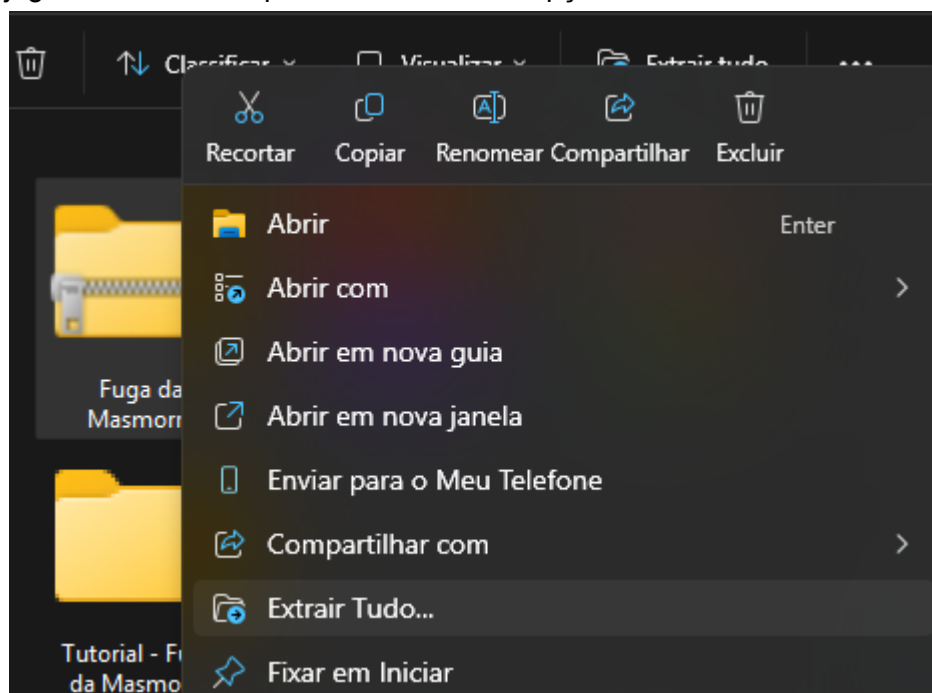 Classificar
Visualizar
Extrair tudo
Recortar Copiar Renomear Compartilhar Excluir
Abrir Enter
Abrir com
Abrir em nova guia
Abrir em nova janela
Enviar para o Meu Telefone
Compartilhar com
Extrair Tudo...
Fixar em Iniciar
Fuga da
Masmorr
Tutorial - F
da Masmo